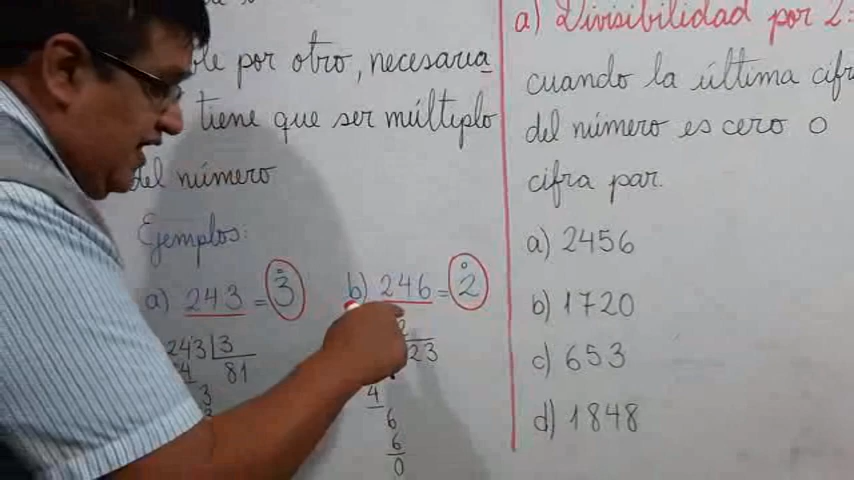 por otro, necesaria
tiene que ser múltiplo
del número
Ejemplos:
a) 243 = 3
b) 246 = 2
243 3
81
3
23
4
6
6
0
a) Divisibilidad por 2:
cuando la última
del número es cero o
cifra par.
a) 2456
b) 1720
c) 653
d) 1848